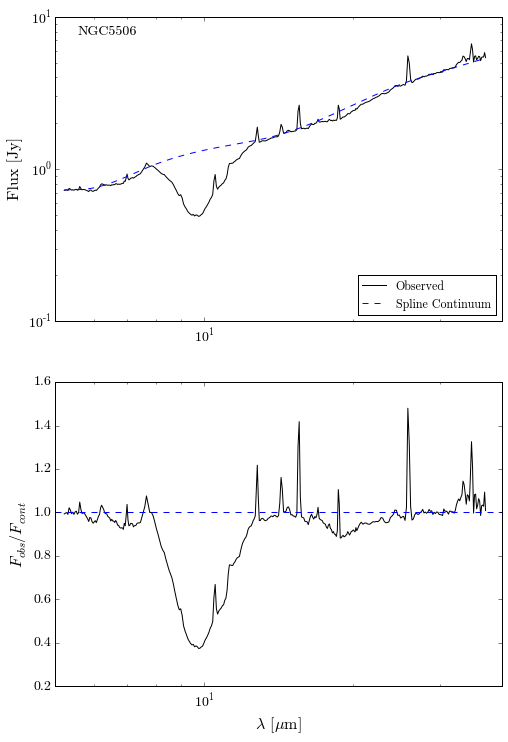 NGC5506
10^1
10^0
10^-1
Flux [Jy]
Observed
Spline Continuum
10^1
1.6
1.4
1.2
1.0
0.8
0.6
0.4
0.2
F_obs/F_cont
10^1
λ [μm]